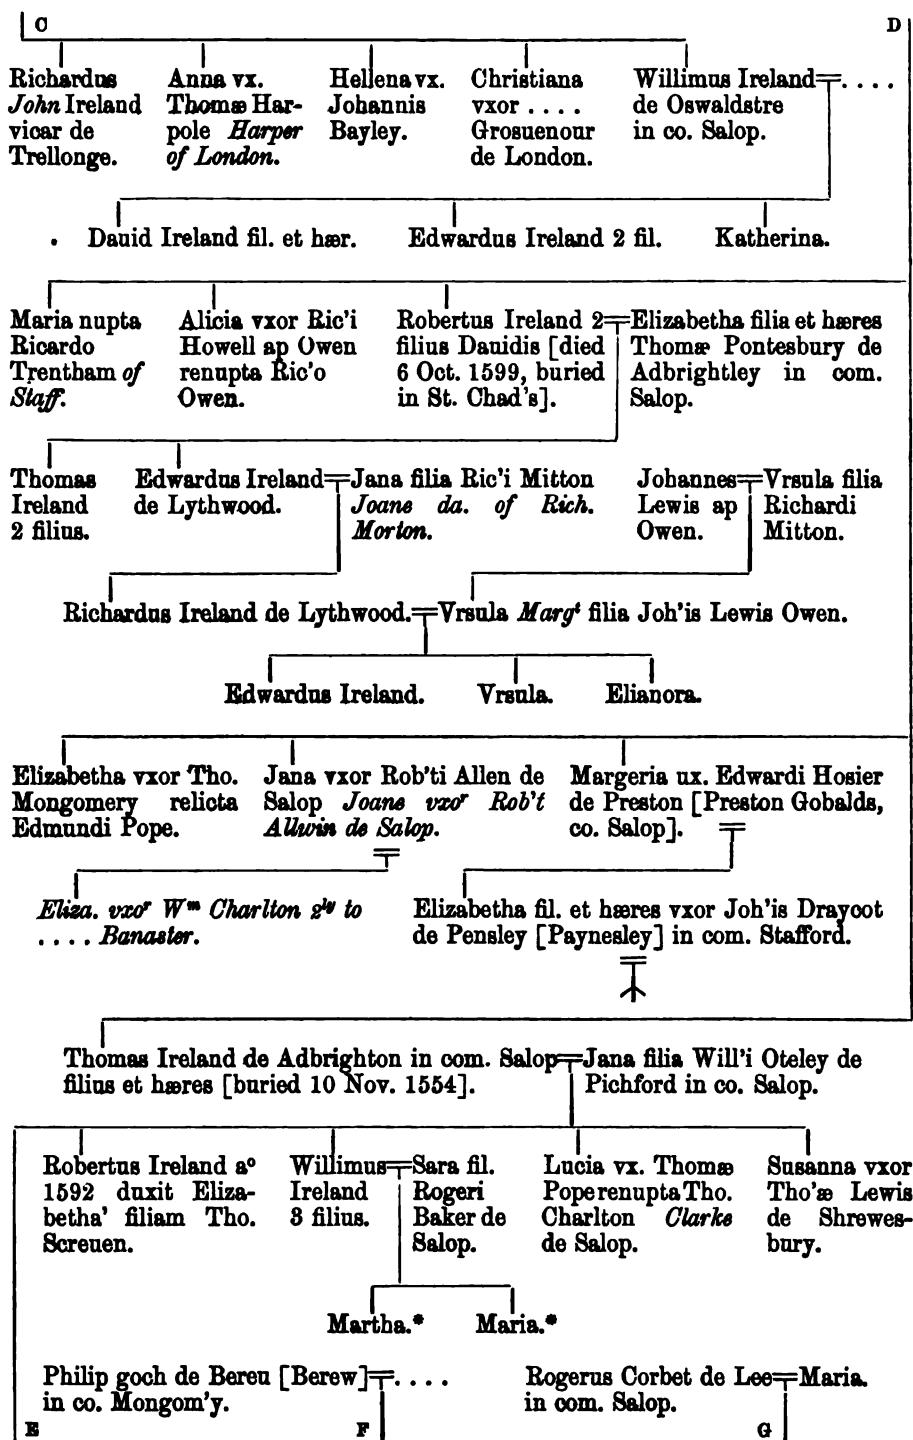 C D
Richardus
John Ireland
vicar de
Trellonge.
Anna vx.
Thomæ Har-
pole Harper
of London.
Hellena vx.
Johannis
Bayley.
Christiana
vxor . . . .
Grosuenour
de London.
Willimus Ireland . . . .
de Oswaldstre
in co. Salop.
Dauid Ireland fil. et hær.
Edwardus Ireland 2 fil.
Katherina.
Maria nupta
Ricardo
Trentham of
Staff.
Alicia vxor Ric'i
Howell ap Owen
renupta Ric'o
Owen.
Robertus Ireland 2
filius Dauidis [died
6 Oct. 1599, buried
in St. Chad's].
Elizabetha filia et hæres
Thomæ Pontesbury de
Adbrightley in com.
Salop.
Thomas
Ireland
2 filius.
Edwardus Ireland
de Lythwood.
Jana filia Ric'i Mitton
Joane da. of Rich.
Morton.
Johannes
Lewis ap
Owen.
Vrsula filia
Richardi
Mitton.
Richardus Ireland de Lythwood. Vrsula Margt filia Joh'is Lewis Owen.
Edwardus Ireland.
Vrsula.
Elianora.
Elizabetha vxor Tho.
Mongomery relicta
Edmundi Pope.
Jana vxor Rob'ti Allen de
Salop Joane vxor Rob't
Allwin de Salop.
Margeria ux. Edwardi Hosier
de Preston [Preston Gobalds,
co. Salop].
Eliza. vxor Wm Charlton 2ly to
. . . . Banaster.
Elizabetha fil. et hæres vxor Joh'is Draycot
de Pensley [Paynesley] in com. Stafford.
Thomas Ireland de Adbrighton in com. Salop
filius et hæres [buried 10 Nov. 1554].
Jana filia Will'i Oteley de
Pichford in co. Salop.
Robertus Ireland ao
1592 duxit Eliza-
betha' filiam Tho.
Screuen.
Willimus
Ireland
3 filius.
Sara fil.
Rogeri
Baker de
Salop.
Lucia vx. Thomæ
Pope renupta Tho.
Charlton Clarke
de Salop.
Susanna vxor
Tho'æ Lewis
de Shrewes-
bury.
Martha.*
Maria.*
Philip goch de Bereu [Berew] . . . .
in co. Mongom'y.
Rogerus Corbet de Lee Maria.
in com. Salop.
E F G